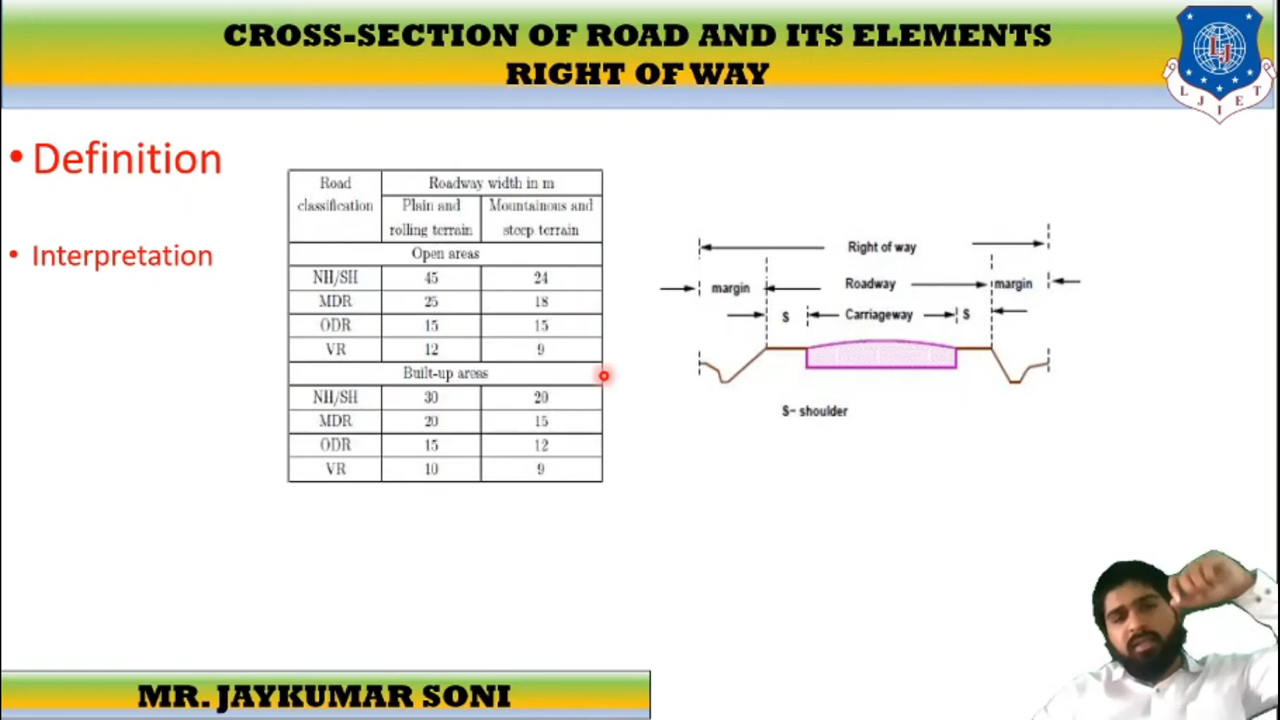 CROSS-SECTION OF ROAD AND ITS ELEMENTS
RIGHT OF WAY
L J I E T
LJ
• Definition
• Interpretation
Road classification
Roadway width in m
Plain and rolling terrain
Mountainous and steep terrain
Open areas
NH/SH 45 24
MDR 25 18
ODR 15 15
VR 12 9
Built-up areas
NH/SH 30 20
MDR 20 15
ODR 15 12
VR 10 9
Right of way
margin Roadway margin
S Carriageway S
S- shoulder
MR. JAYKUMAR SONI